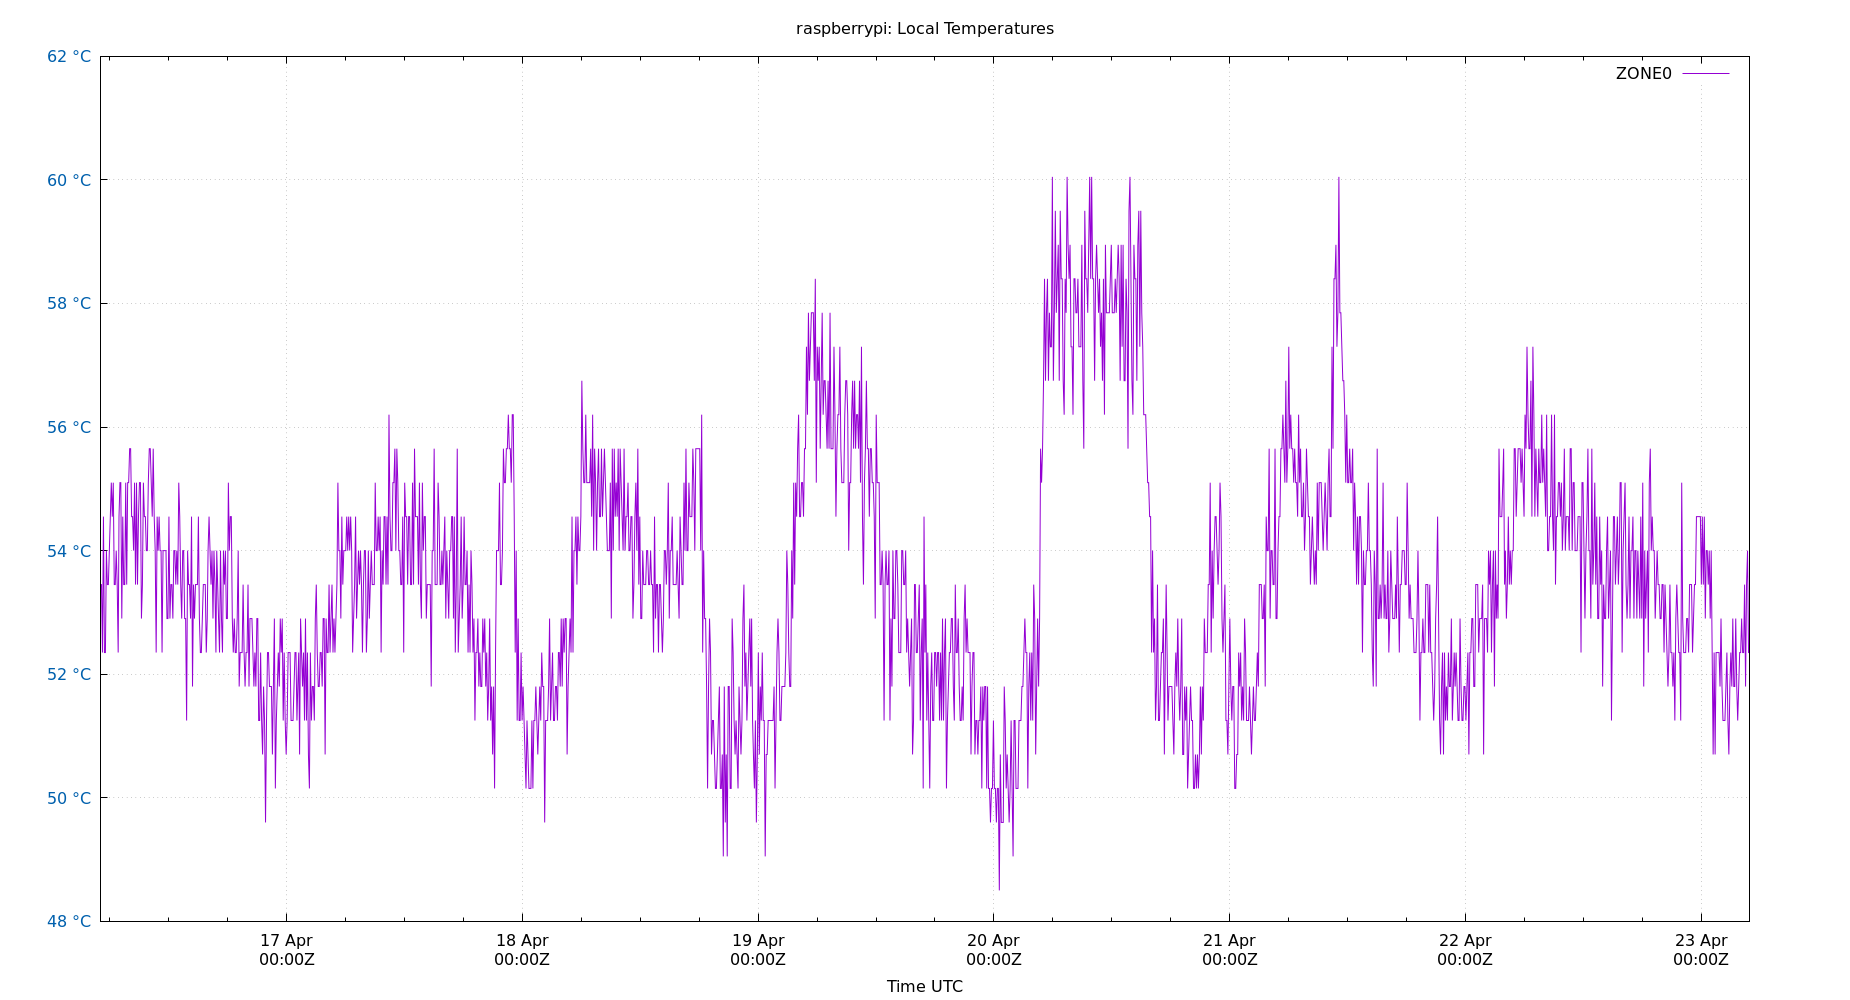 raspberrypi: Local Temperatures
62 °C
ZONE0
60 °C
58 °C
56 °C
54 °C
52 °C
50 °C
48 °C
17 Apr 18 Apr 19 Apr 20 Apr 21 Apr 22 Apr 23 Apr
00:00Z 00:00Z 00:00Z 00:00Z 00:00Z 00:00Z 00:00Z
Time UTC